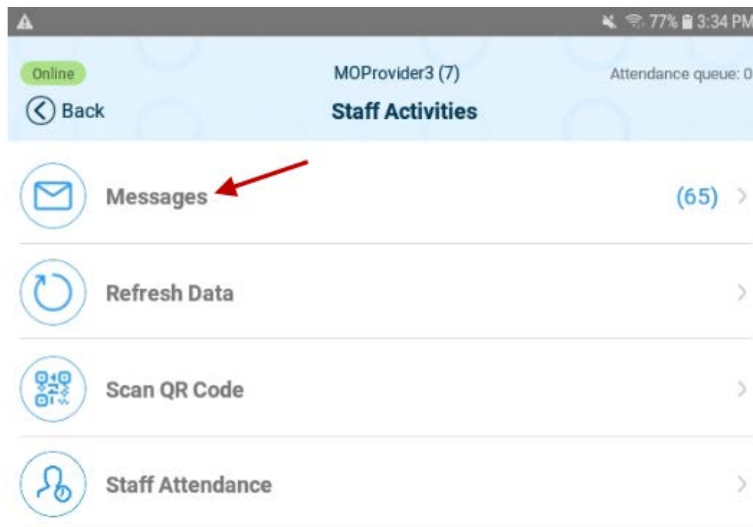 77% 3:34 PM
Online MOProvider3 (7) Attendance queue: 0
Back Staff Activities
Messages (65)
Refresh Data
Scan QR Code
Staff Attendance